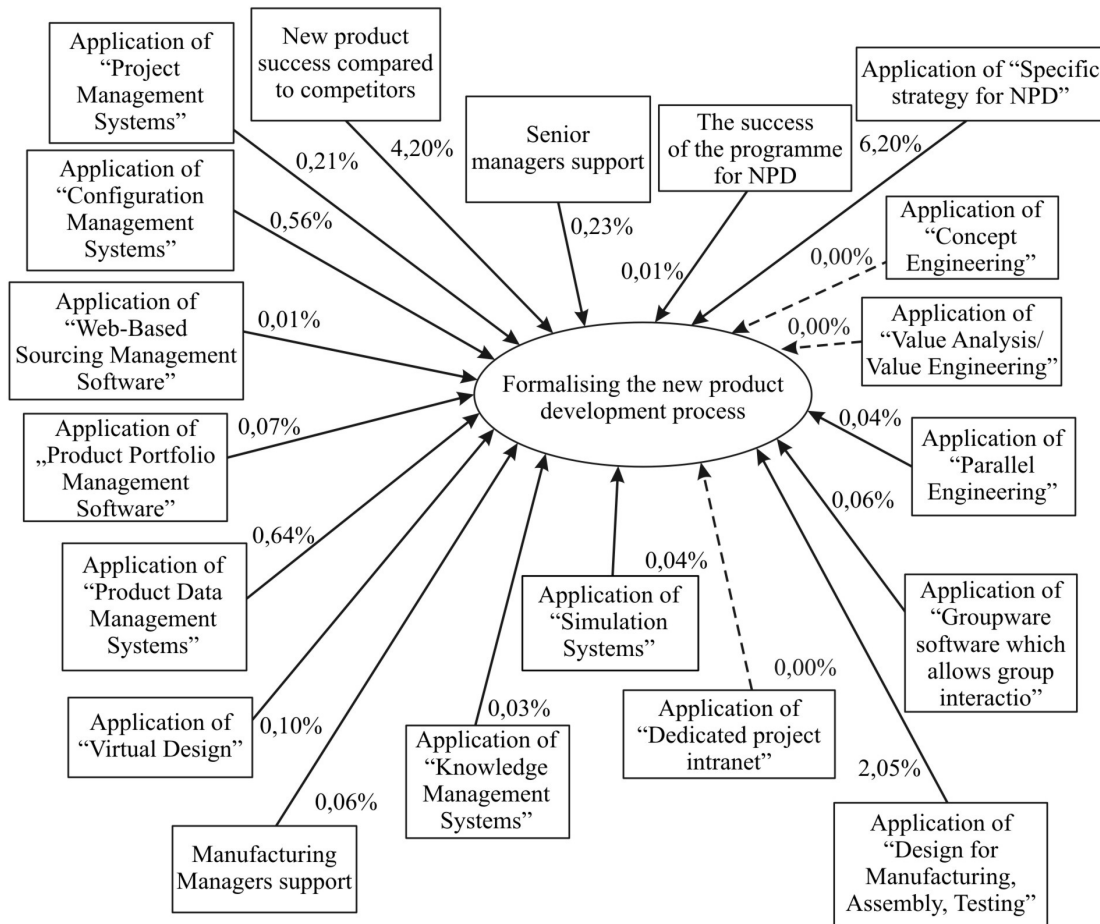 Application of
“Project
Management
Systems”
New product
success compared
to competitors
Senior
managers support
The success
of the programme
for NPD
Application of “Specific
strategy for NPD”
0,21%
4,20%
0,23%
0,01%
6,20%
Application of
“Configuration
Management
Systems”
0,56%
Application of
“Concept
Engineering”
0,00%
Application of
“Web-Based
Sourcing Management
Software”
0,01%
Application of
“Value Analysis/
Value Engineering”
0,00%
Formalising the new product
development process
Application of
„Product Portfolio
Management
Software”
0,07%
Application of
“Parallel
Engineering”
0,04%
Application of
“Product Data
Management
Systems”
0,64%
Application of
“Groupware
software which
allows group
interactio”
0,06%
Application of
“Simulation
Systems”
0,04%
Application of
“Virtual Design”
0,10%
Application of
“Knowledge
Management
Systems”
0,03%
Application of
“Dedicated project
intranet”
0,00%
Manufacturing
Managers support
0,06%
Application of
“Design for
Manufacturing,
Assembly, Testing”
2,05%